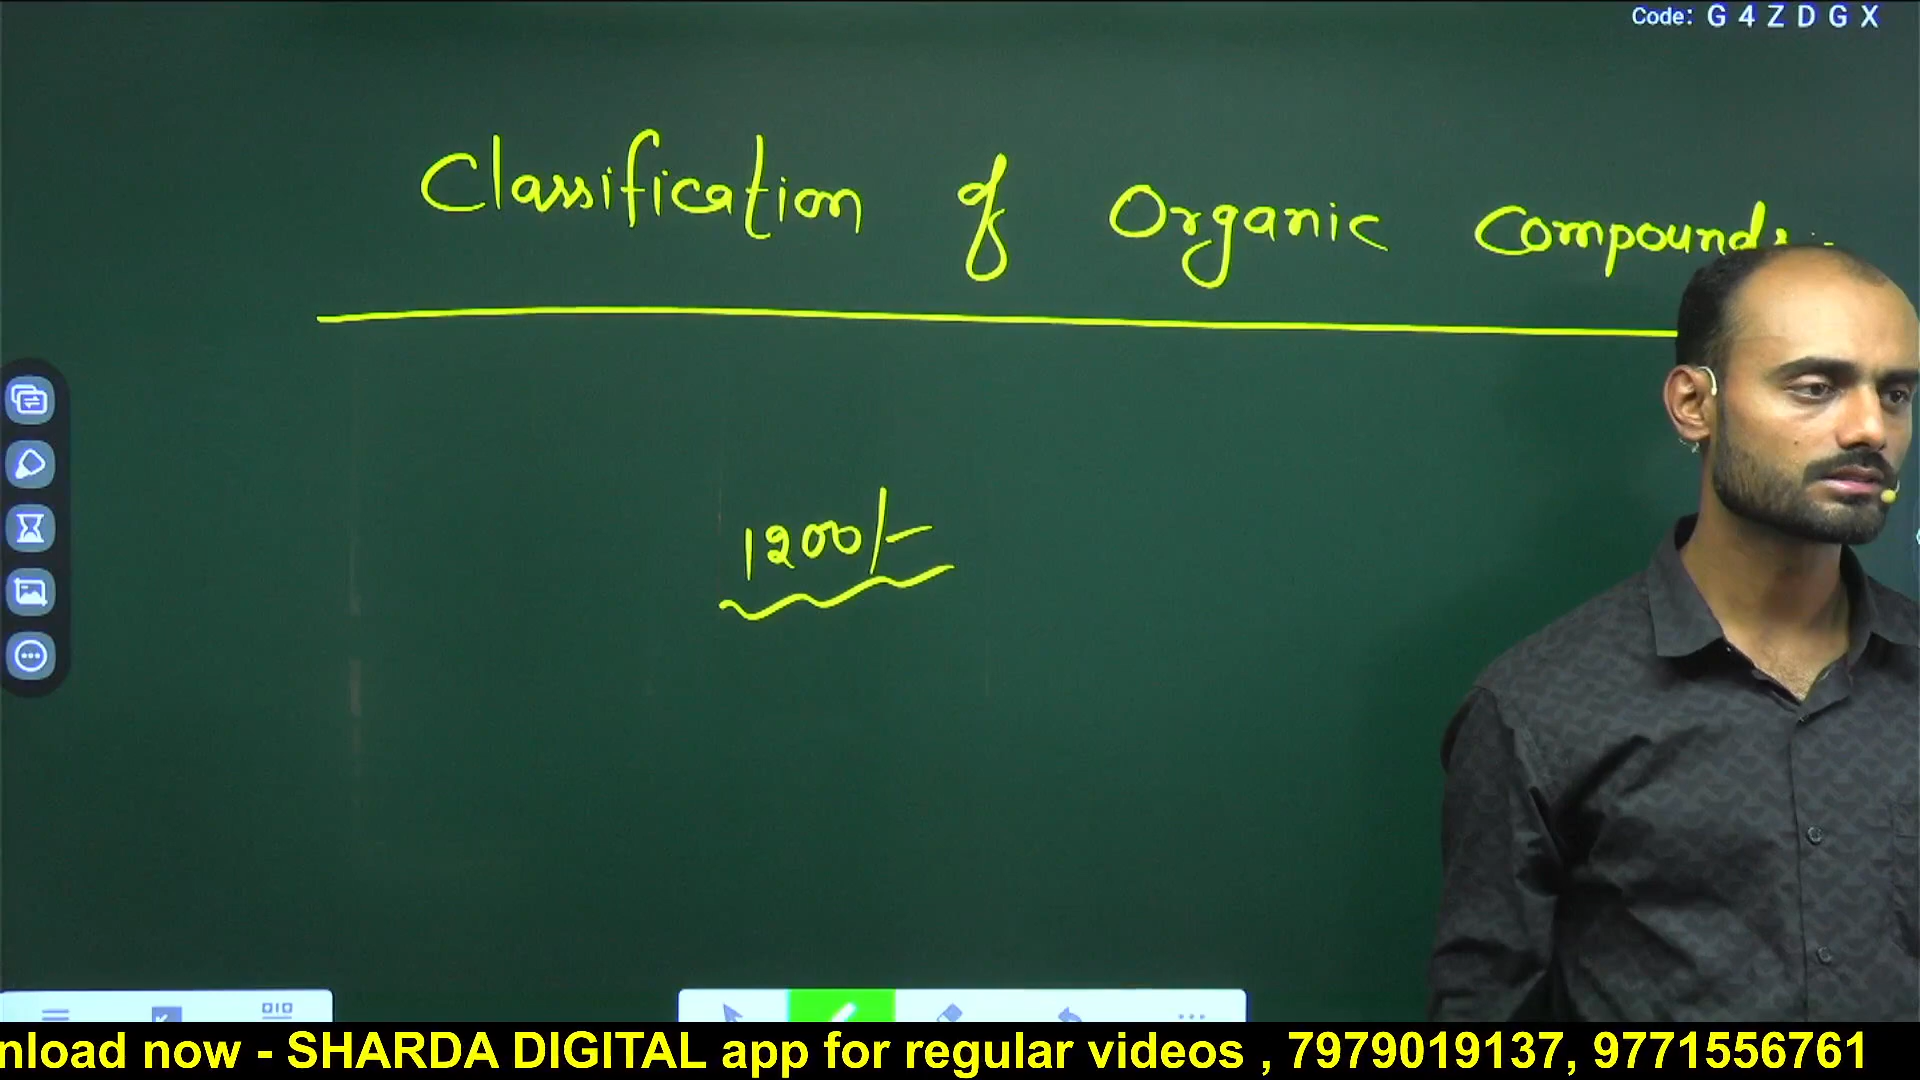 Code: G 4 Z D G X
Classification of Organic Compounds
1200/-
nload now - SHARDA DIGITAL app for regular videos , 7979019137, 9771556761